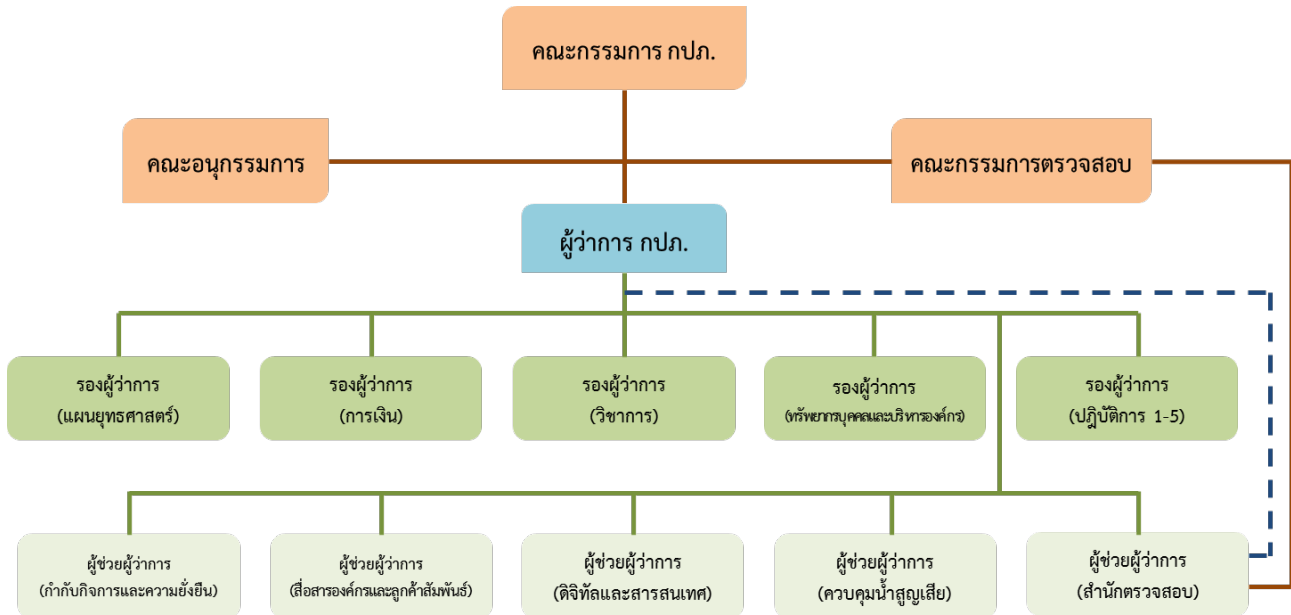 คณะกรรมการ กปภ.
คณะอนุกรรมการ
คณะกรรมการตรวจสอบ
ผู้ว่าการ กปภ.
รองผู้ว่าการ
(แผนยุทธศาสตร์)
รองผู้ว่าการ
(การเงิน)
รองผู้ว่าการ
(วิชาการ)
รองผู้ว่าการ
(ทรัพยากรบุคคลและบริหารองค์กร)
รองผู้ว่าการ
(ปฏิบัติการ 1-5)
ผู้ช่วยผู้ว่าการ
(กำกับกิจการและความยั่งยืน)
ผู้ช่วยผู้ว่าการ
(สื่อสารองค์กรและลูกค้าสัมพันธ์)
ผู้ช่วยผู้ว่าการ
(ดิจิทัลและสารสนเทศ)
ผู้ช่วยผู้ว่าการ
(ควบคุมน้ำสูญเสีย)
ผู้ช่วยผู้ว่าการ
(สำนักตรวจสอบ)